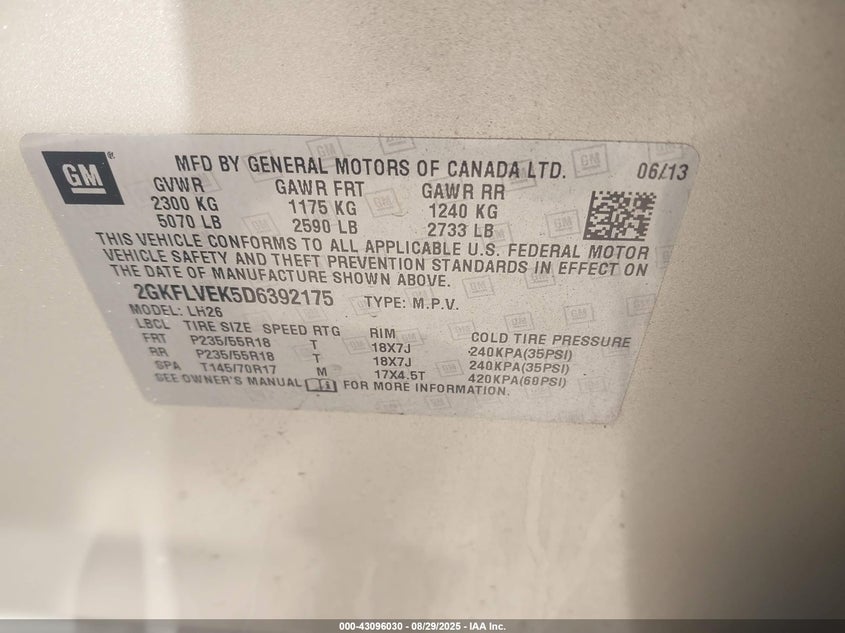 GM®
MFD BY GENERAL MOTORS OF CANADA LTD. 06/13
GVWR GAWR FRT GAWR RR
2300 KG 1175 KG 1240 KG
5070 LB 2590 LB 2733 LB
THIS VEHICLE CONFORMS TO ALL APPLICABLE U.S. FEDERAL MOTOR
VEHICLE SAFETY AND THEFT PREVENTION STANDARDS IN EFFECT ON
THE DATE OF MANUFACTURE SHOWN ABOVE.
2GKFLVEK5D6392175 TYPE: M.P.V.
MODEL: LH26
LBCL TIRE SIZE SPEED RTG RIM COLD TIRE PRESSURE
FRT P235/55R18 T 18X7J 240KPA(35PSI)
RR P235/55R18 T 18X7J 240KPA(35PSI)
SPA T145/70R17 M 17X4.5T 420KPA(60PSI)
SEE OWNER'S MANUAL FOR MORE INFORMATION.
000-43096030 - 08/29/2025 - IAA Inc.